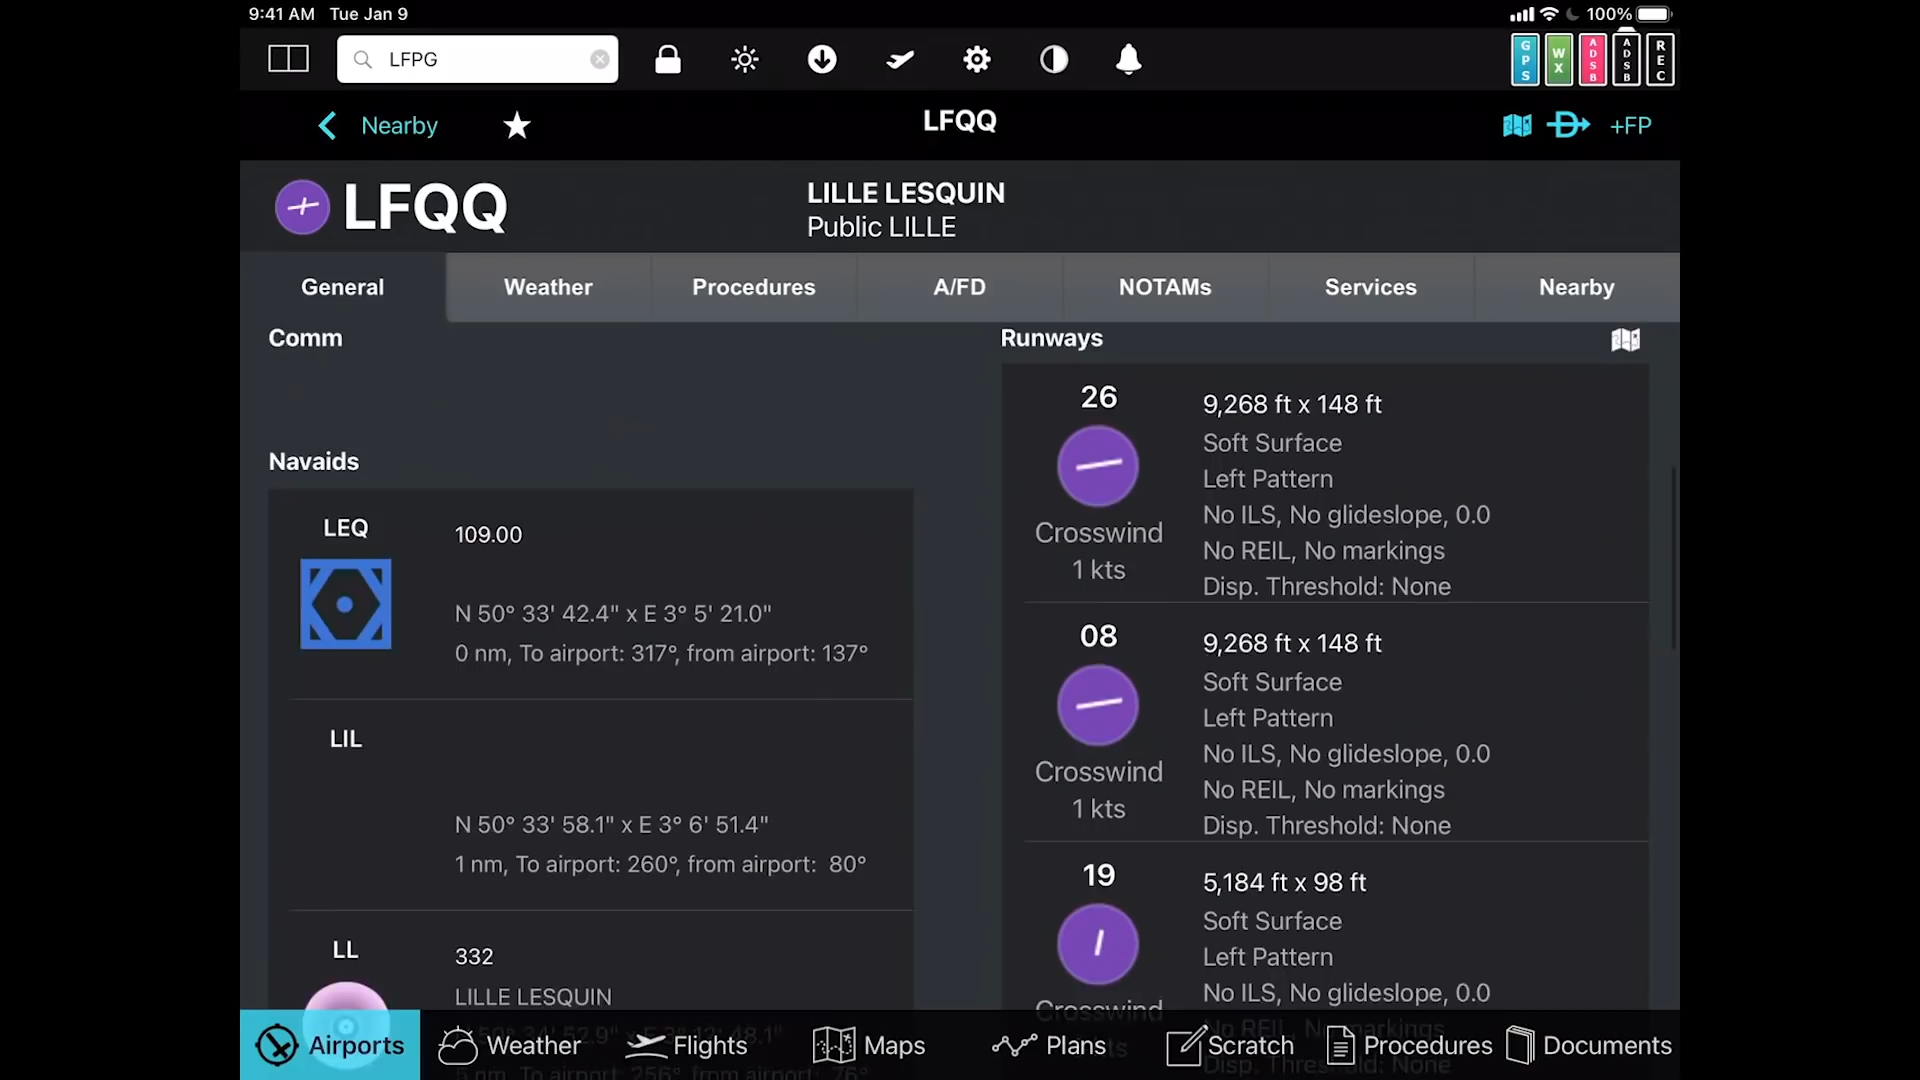 9:41 AM Tue Jan 9
100%
LFPG
GPS
WX
ADSB
ADSB
REC
Nearby
LFQQ
+FP
LFQQ
LILLE LESQUIN
Public LILLE
General
Weather
Procedures
A/FD
NOTAMs
Services
Nearby
Comm
Navaids
LEQ
109.00
N 50° 33' 42.4" x E 3° 5' 21.0"
0 nm, To airport: 317°, from airport: 137°
LIL
N 50° 33' 58.1" x E 3° 6' 51.4"
1 nm, To airport: 260°, from airport: 80°
LL
332
LILLE LESQUIN
Runways
26
9,268 ft x 148 ft
Soft Surface
Left Pattern
No ILS, No glideslope, 0.0
No REIL, No markings
Disp. Threshold: None
Crosswind
1 kts
08
9,268 ft x 148 ft
Soft Surface
Left Pattern
No ILS, No glideslope, 0.0
No REIL, No markings
Disp. Threshold: None
Crosswind
1 kts
19
5,184 ft x 98 ft
Soft Surface
Left Pattern
No ILS, No glideslope, 0.0
Crosswind
Airports
Weather
Flights
Maps
Plans
Scratch
Procedures
Documents